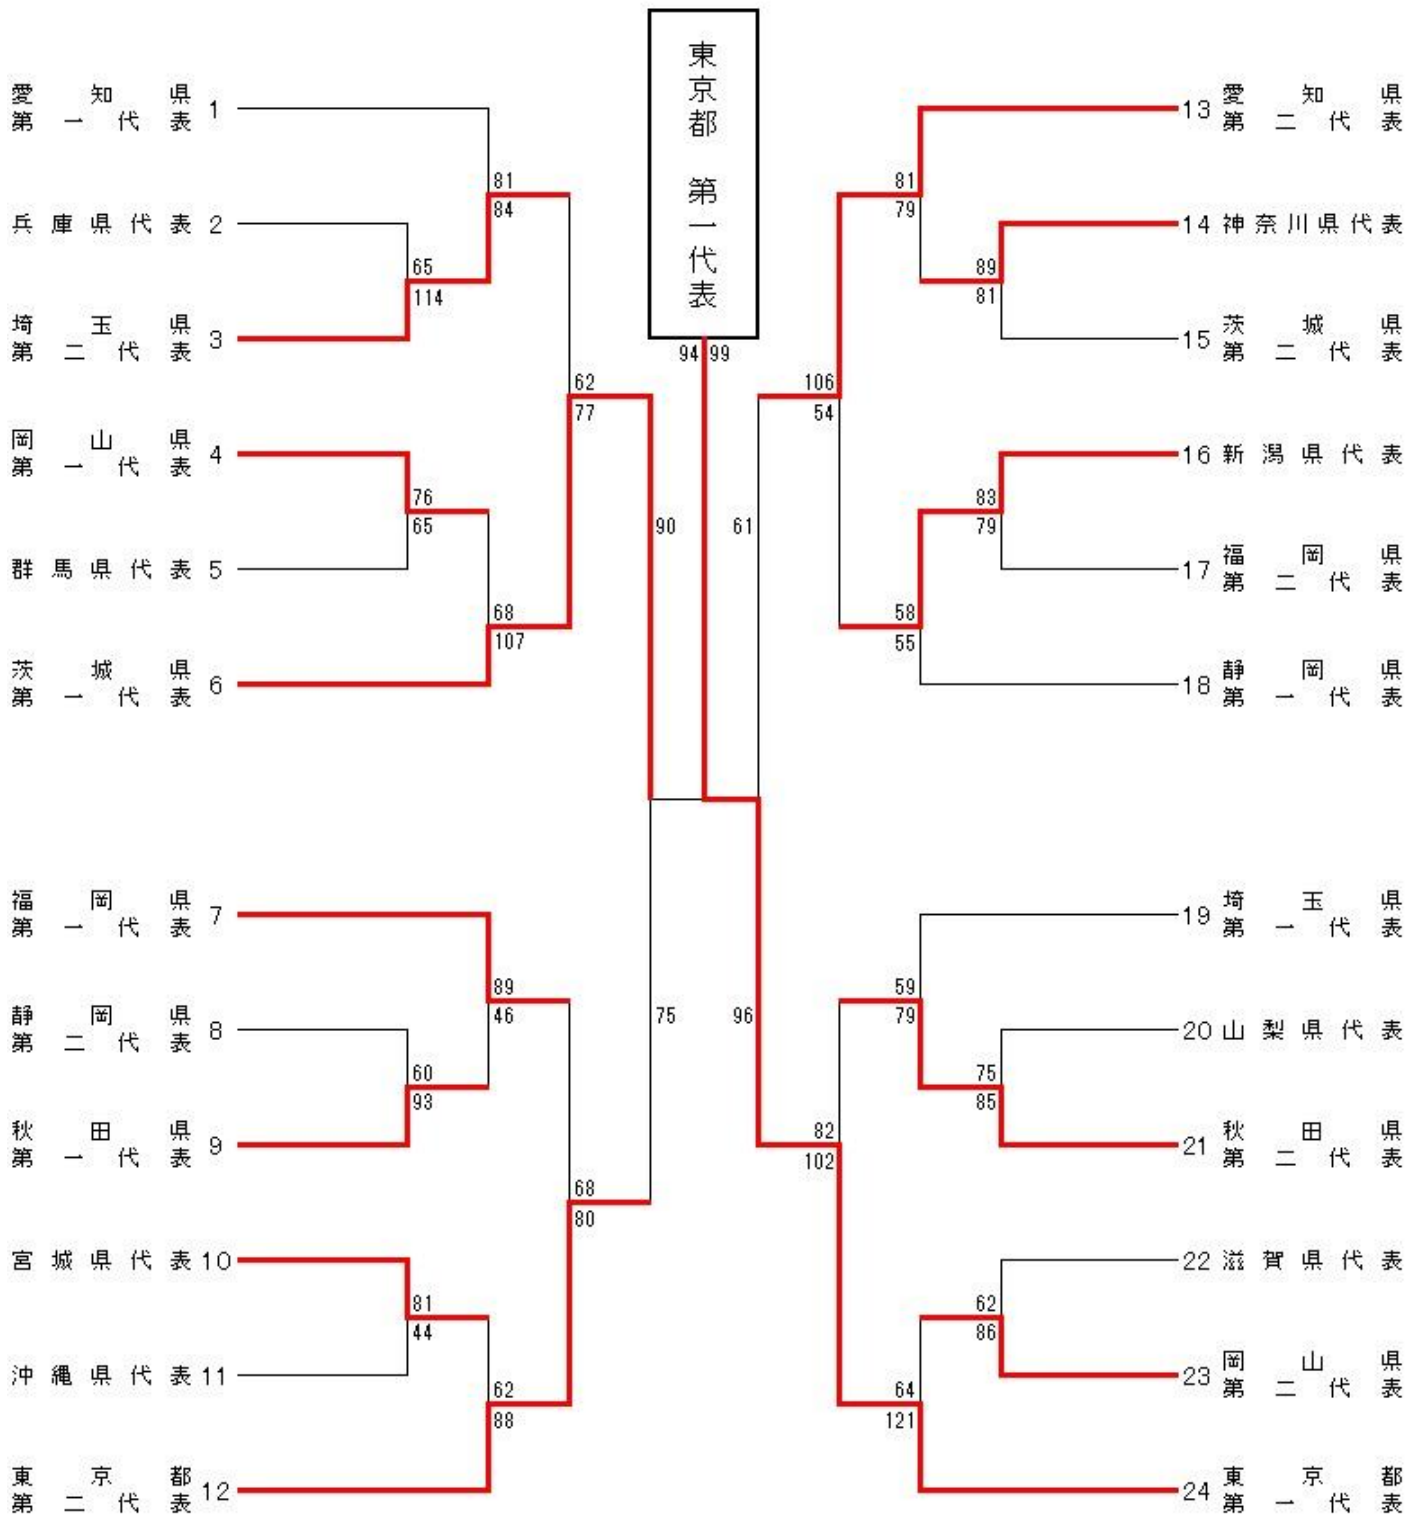 東京都 第一代表
94 99
愛知県
第一代表
1
兵庫県代表 2
埼玉県
第二代表
3
岡山県
第一代表
4
群馬県代表 5
茨城県
第一代表
6
福岡県
第一代表
7
静岡県
第二代表
8
秋田県
第一代表
9
宮城県代表 10
沖縄県代表 11
東京都
第二代表
12
81
84
65
114
76
65
68
107
62
77
90
89
46
60
93
81
44
62
88
68
80
75
61
96
106
54
81
79
89
81
83
79
58
55
59
79
75
85
82
102
62
86
64
121
13
愛知県
第二代表
14 神奈川県代表
15
茨城県
第二代表
16 新潟県代表
17
福岡県
第二代表
18
静岡県
第一代表
19
埼玉県
第一代表
20 山梨県代表
21
秋田県
第二代表
22 滋賀県代表
23
岡山県
第二代表
24
東京都
第一代表